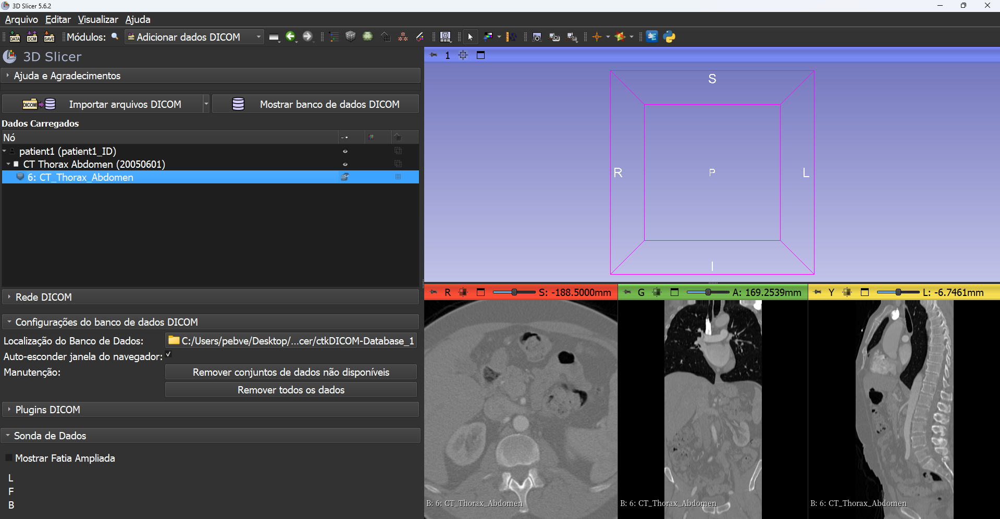 3D Slicer 5.6.2
Arquivo Editar Visualizar Ajuda
DATA DCM SAVE Módulos: Adicionar dados DICOM
3D Slicer
Ajuda e Agradecimentos
DICOM Importar arquivos DICOM Mostrar banco de dados DICOM
Dados Carregados
Nó
patient1 (patient1_ID)
CT Thorax Abdomen (20050601)
6: CT_Thorax_Abdomen
Rede DICOM
Configurações do banco de dados DICOM
Localização do Banco de Dados: C:/Users/pebve/Desktop/...cer/ctkDICOM-Database_1
Auto-esconder janela do navegador:
Manutenção: Remover conjuntos de dados não disponíveis
Remover todos os dados
Plugins DICOM
Sonda de Dados
Mostrar Fatia Ampliada
L
F
B
1
S
R P L
I
R S: -188.5000mm
G A: 169.2539mm
Y L: -6.7461mm
B: 6: CT_Thorax_Abdomen
B: 6: CT_Thorax_Abdomen
B: 6: CT_Thorax_Abdomen